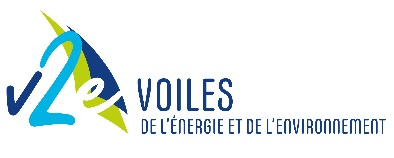 v2e
VOILES
DE L'ÉNERGIE ET DE L'ENVIRONNEMENT